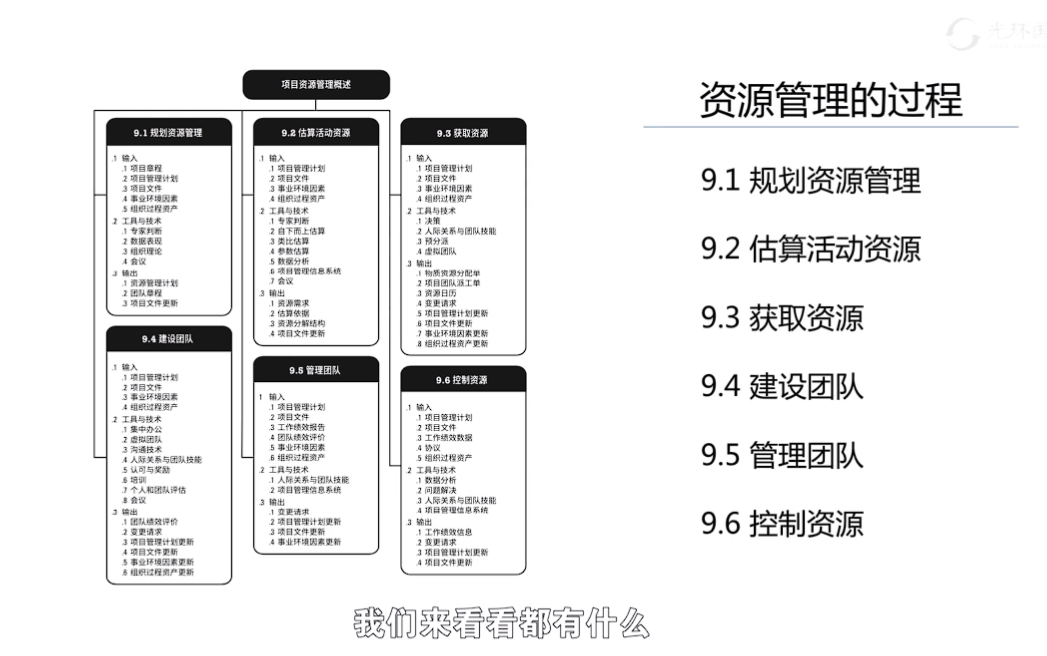 光环国
项目资源管理概述
9.1 规划资源管理
.1 输入
.1 项目章程
.2 项目管理计划
.3 项目文件
.4 事业环境因素
.5 组织过程资产
.2 工具与技术
.1 专家判断
.2 数据表现
.3 组织理论
.4 会议
.3 输出
.1 资源管理计划
.2 团队章程
.3 项目文件更新
9.2 估算活动资源
.1 输入
.1 项目管理计划
.2 项目文件
.3 事业环境因素
.4 组织过程资产
.2 工具与技术
.1 专家判断
.2 自下而上估算
.3 类比估算
.4 参数估算
.5 数据分析
.6 项目管理信息系统
.7 会议
.3 输出
.1 资源需求
.2 估算依据
.3 资源分解结构
.4 项目文件更新
9.3 获取资源
.1 输入
.1 项目管理计划
.2 项目文件
.3 事业环境因素
.4 组织过程资产
.2 工具与技术
.1 决策
.2 人际关系与团队技能
.3 预分派
.4 虚拟团队
.3 输出
.1 物质资源分配单
.2 项目团队派工单
.3 资源日历
.4 变更请求
.5 项目管理计划更新
.6 项目文件更新
.7 事业环境因素更新
.8 组织过程资产更新
9.4 建设团队
.1 输入
.1 项目管理计划
.2 项目文件
.3 事业环境因素
.4 组织过程资产
.2 工具与技术
.1 集中办公
.2 虚拟团队
.3 沟通技术
.4 人际关系与团队技能
.5 认可与奖励
.6 培训
.7 个人和团队评估
.8 会议
.3 输出
.1 团队绩效评价
.2 变更请求
.3 项目管理计划更新
.4 项目文件更新
.5 事业环境因素更新
.6 组织过程资产更新
9.5 管理团队
1 输入
.1 项目管理计划
.2 项目文件
.3 工作绩效报告
.4 团队绩效评价
.5 事业环境因素
.6 组织过程资产
.2 工具与技术
.1 人际关系与团队技能
.2 项目管理信息系统
.3 输出
.1 变更请求
.2 项目管理计划更新
.3 项目文件更新
.4 事业环境因素更新
9.6 控制资源
.1 输入
.1 项目管理计划
.2 项目文件
.3 工作绩效数据
.4 协议
.5 组织过程资产
.2 工具与技术
.1 数据分析
.2 问题解决
.3 人际关系与团队技能
.4 项目管理信息系统
.3 输出
.1 工作绩效信息
.2 变更请求
.3 项目管理计划更新
.4 项目文件更新
资源管理的过程
9.1 规划资源管理
9.2 估算活动资源
9.3 获取资源
9.4 建设团队
9.5 管理团队
9.6 控制资源
我们来看看都有什么